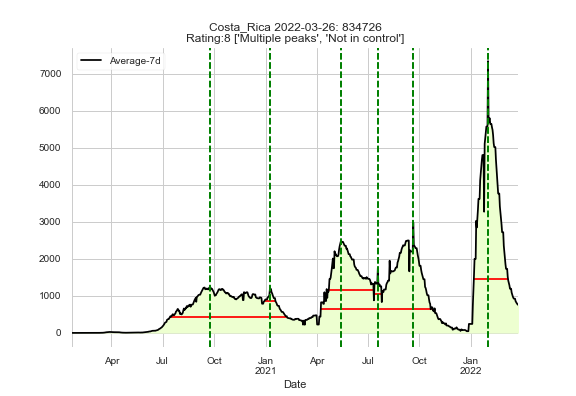 Costa_Rica 2022-03-26: 834726
Rating:8 ['Multiple peaks', 'Not in control']
Average-7d
7000
6000
5000
4000
3000
2000
1000
0
Apr Jul Oct Jan Apr Jul Oct Jan
2021 2022
Date